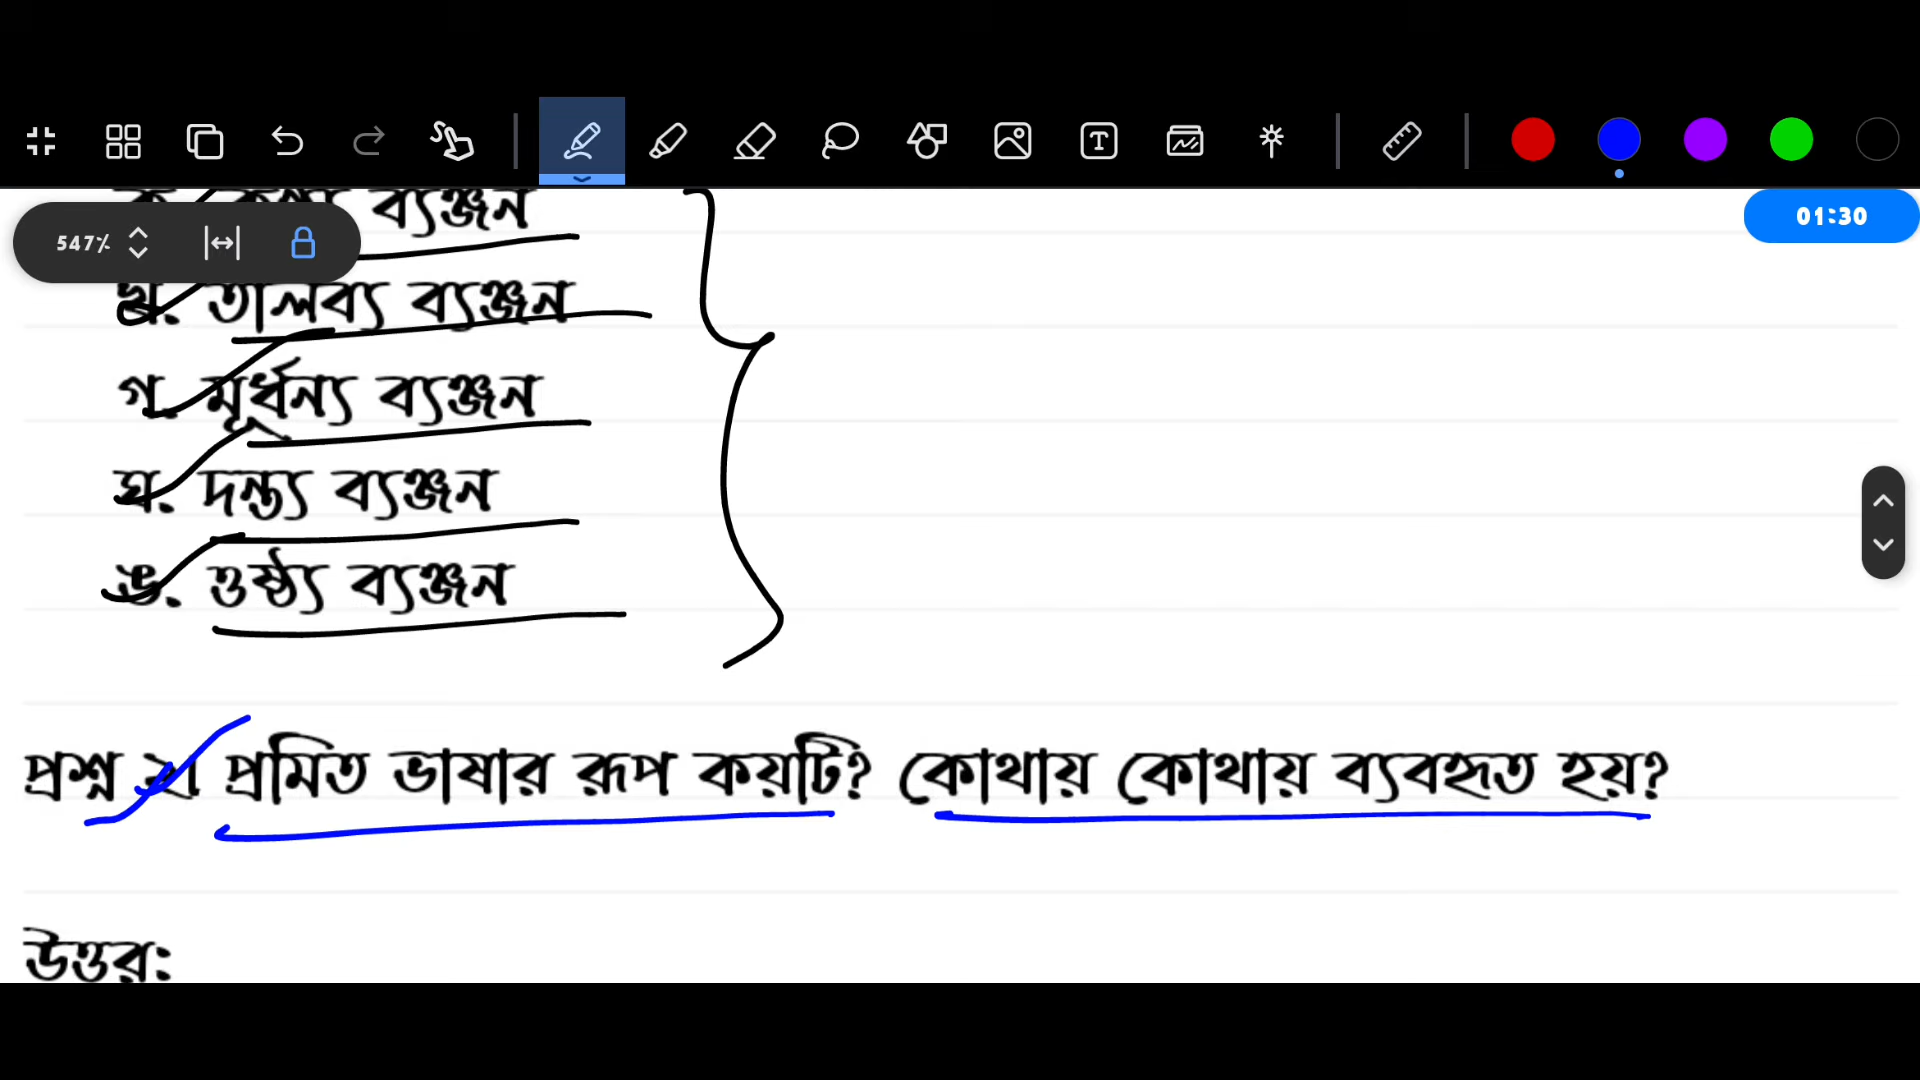 01:30
ব্যঞ্জন
547%
খ. তালব্য ব্যঞ্জন
গ. মূর্ধন্য ব্যঞ্জন
ঘ. দন্ত্য ব্যঞ্জন
ঙ. ওষ্ঠ্য ব্যঞ্জন
প্রশ্ন ২। প্রমিত ভাষার রূপ কয়টি? কোথায় কোথায় ব্যবহৃত হয়?
উত্তর: